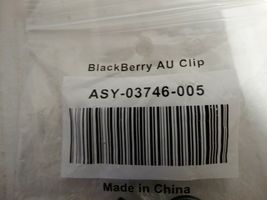 BlackBerry AU Clip
ASY-03746-005
Made in China